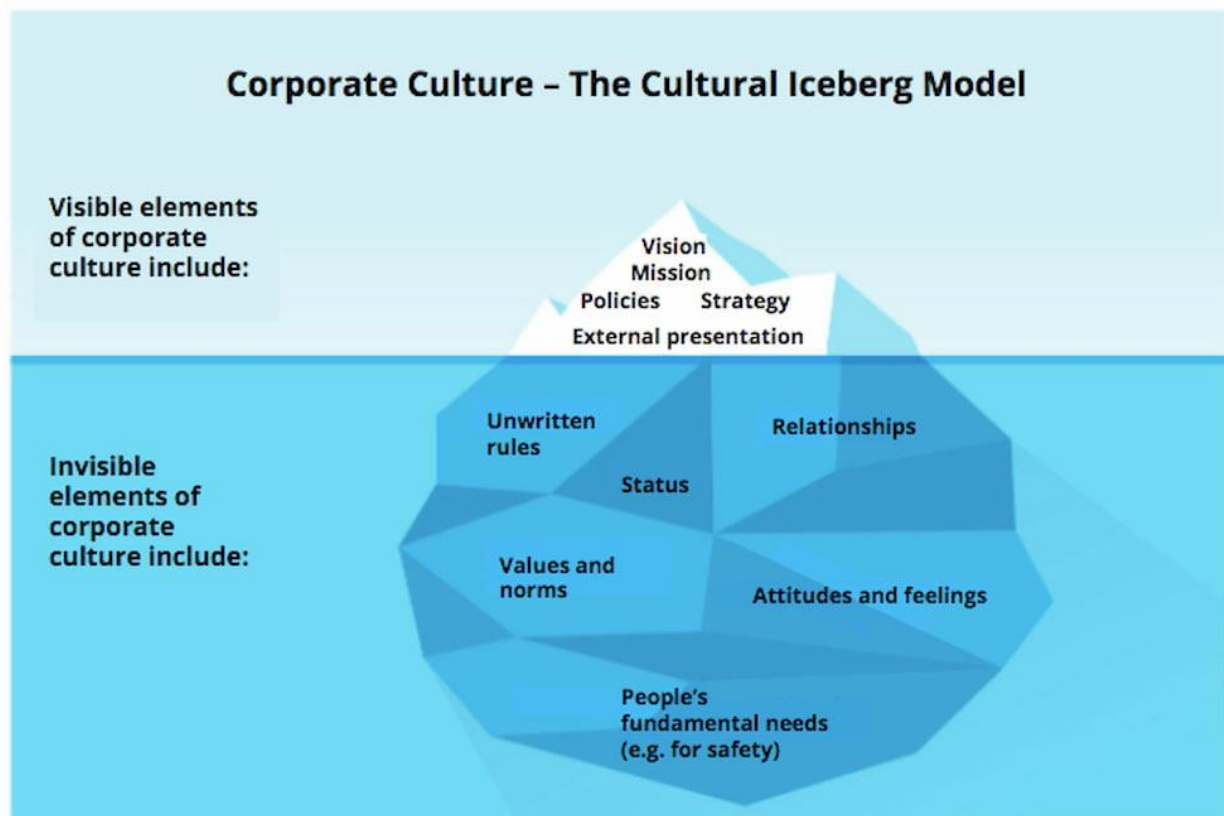 Corporate Culture – The Cultural Iceberg Model
Visible elements
of corporate
culture include:
Vision
Mission
Policies Strategy
External presentation
Invisible
elements of
corporate
culture include:
Unwritten
rules
Relationships
Status
Values and
norms
Attitudes and feelings
People’s
fundamental needs
(e.g. for safety)